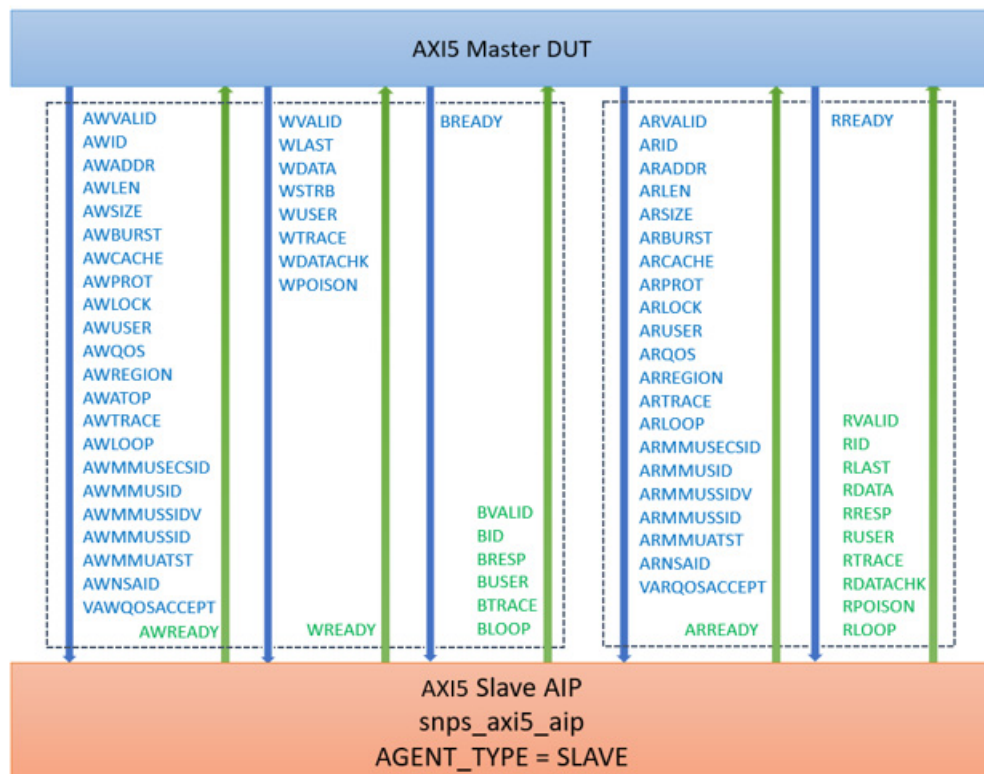 AXI5 Master DUT
AWVALID
AWID
AWADDR
AWLEN
AWSIZE
AWBURST
AWCACHE
AWPROT
AWLOCK
AWUSER
AWQOS
AWREGION
AWATOP
AWTRACE
AWLOOP
AWMMUSECSID
AWMMUSID
AWMMUSSIDV
AWMMUSSID
AWMMUATST
AWNSAID
VAWQOSACCEPT
AWREADY
WVALID
WLAST
WDATA
WSTRB
WUSER
WTRACE
WDATACHK
WPOISON
WREADY
BREADY
BVALID
BID
BRESP
BUSER
BTRACE
BLOOP
ARVALID
ARID
ARADDR
ARLEN
ARSIZE
ARBURST
ARCACHE
ARPROT
ARLOCK
ARUSER
ARQOS
ARREGION
ARTRACE
ARLOOP
ARMMUSECSID
ARMMUSID
ARMMUSSIDV
ARMMUSSID
ARMMUATST
ARNSAID
VARQOSACCEPT
ARREADY
RREADY
RVALID
RID
RLAST
RDATA
RRESP
RUSER
RTRACE
RDATACHK
RPOISON
RLOOP
AXI5 Slave AIP
snps_axi5_aip
AGENT_TYPE = SLAVE